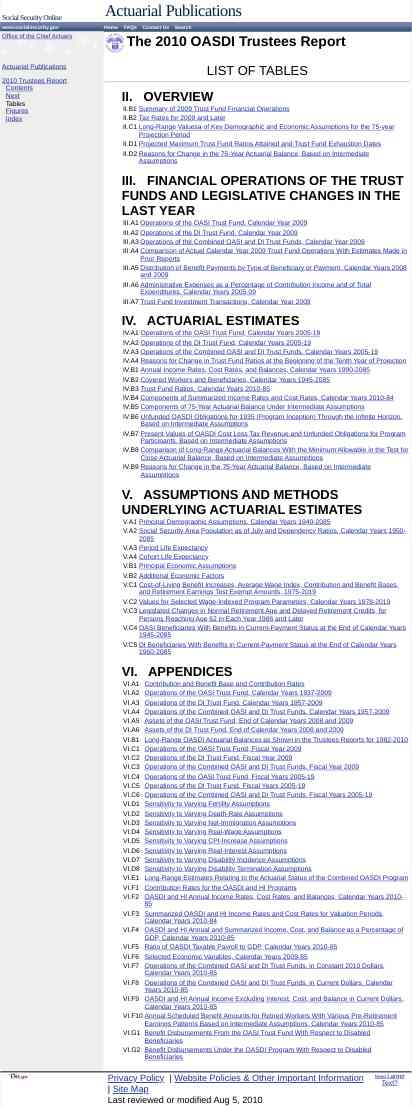 Social Security Online
Actuarial Publications
www.socialsecurity.gov
Home FAQs Contact Us Search
Office of the Chief Actuary
The 2010 OASDI Trustees Report
Actuarial Publications
2010 Trustees Report
Contents
Next
Tables
Figures
Index
LIST OF TABLES
II. OVERVIEW
II.B1 Summary of 2009 Trust Fund Financial Operations
II.B2 Tax Rates for 2009 and Later
II.C1 Long-Range Values of Key Demographic and Economic Assumptions for the 75-year
Projection Period
II.D1 Projected Maximum Trust Fund Ratios Attained and Trust Fund Exhaustion Dates
II.D2 Reasons for Change in the 75-Year Actuarial Balance, Based on Intermediate
Assumptions
III. FINANCIAL OPERATIONS OF THE TRUST
FUNDS AND LEGISLATIVE CHANGES IN THE
LAST YEAR
III.A1 Operations of the OASI Trust Fund, Calendar Year 2009
III.A2 Operations of the DI Trust Fund, Calendar Year 2009
III.A3 Operations of the Combined OASI and DI Trust Funds, Calendar Year 2009
III.A4 Comparison of Actual Calendar Year 2009 Trust Fund Operations With Estimates Made in
Prior Reports
III.A5 Distribution of Benefit Payments by Type of Beneficiary or Payment, Calendar Years 2008
and 2009
III.A6 Administrative Expenses as a Percentage of Contribution Income and of Total
Expenditures, Calendar Years 2005-09
III.A7 Trust Fund Investment Transactions, Calendar Year 2009
IV. ACTUARIAL ESTIMATES
IV.A1 Operations of the OASI Trust Fund, Calendar Years 2005-19
IV.A2 Operations of the DI Trust Fund, Calendar Years 2005-19
IV.A3 Operations of the Combined OASI and DI Trust Funds, Calendar Years 2005-19
IV.A4 Reasons for Change in Trust Fund Ratios at the Beginning of the Tenth Year of Projection
IV.B1 Annual Income Rates, Cost Rates, and Balances, Calendar Years 1990-2085
IV.B2 Covered Workers and Beneficiaries, Calendar Years 1945-2085
IV.B3 Trust Fund Ratios, Calendar Years 2010-85
IV.B4 Components of Summarized Income Rates and Cost Rates, Calendar Years 2010-84
IV.B5 Components of 75-Year Actuarial Balance Under Intermediate Assumptions
IV.B6 Unfunded OASDI Obligations for 1935 (Program Inception) Through the Infinite Horizon,
Based on Intermediate Assumptions
IV.B7 Present Values of OASDI Cost Less Tax Revenue and Unfunded Obligations for Program
Participants, Based on Intermediate Assumptions
IV.B8 Comparison of Long-Range Actuarial Balances With the Minimum Allowable in the Test for
Close Actuarial Balance, Based on Intermediate Assumptions
IV.B9 Reasons for Change in the 75-Year Actuarial Balance, Based on Intermediate
Assumptions
V. ASSUMPTIONS AND METHODS
UNDERLYING ACTUARIAL ESTIMATES
V.A1 Principal Demographic Assumptions, Calendar Years 1940-2085
V.A2 Social Security Area Population as of July and Dependency Ratios, Calendar Years 1950-
2085
V.A3 Period Life Expectancy
V.A4 Cohort Life Expectancy
V.B1 Principal Economic Assumptions
V.B2 Additional Economic Factors
V.C1 Cost-of-Living Benefit Increases, Average Wage Index, Contribution and Benefit Bases,
and Retirement Earnings Test Exempt Amounts, 1975-2019
V.C2 Values for Selected Wage-Indexed Program Parameters, Calendar Years 1978-2019
V.C3 Legislated Changes in Normal Retirement Age and Delayed Retirement Credits, for
Persons Reaching Age 62 in Each Year 1986 and Later
V.C4 OASI Beneficiaries With Benefits in Current-Payment Status at the End of Calendar Years
1945-2085
V.C5 DI Beneficiaries With Benefits in Current-Payment Status at the End of Calendar Years
1960-2085
VI. APPENDICES
VI.A1 Contribution and Benefit Base and Contribution Rates
VI.A2 Operations of the OASI Trust Fund, Calendar Years 1937-2009
VI.A3 Operations of the DI Trust Fund, Calendar Years 1957-2009
VI.A4 Operations of the Combined OASI and DI Trust Funds, Calendar Years 1957-2009
VI.A5 Assets of the OASI Trust Fund, End of Calendar Years 2008 and 2009
VI.A6 Assets of the DI Trust Fund, End of Calendar Years 2008 and 2009
VI.B1 Long-Range OASDI Actuarial Balances as Shown in the Trustees Reports for 1982-2010
VI.C1 Operations of the OASI Trust Fund, Fiscal Year 2009
VI.C2 Operations of the DI Trust Fund, Fiscal Year 2009
VI.C3 Operations of the Combined OASI and DI Trust Funds, Fiscal Year 2009
VI.C4 Operations of the OASI Trust Fund, Fiscal Years 2005-19
VI.C5 Operations of the DI Trust Fund, Fiscal Years 2005-19
VI.C6 Operations of the Combined OASI and DI Trust Funds, Fiscal Years 2005-19
VI.D1 Sensitivity to Varying Fertility Assumptions
VI.D2 Sensitivity to Varying Death-Rate Assumptions
VI.D3 Sensitivity to Varying Net-Immigration Assumptions
VI.D4 Sensitivity to Varying Real-Wage Assumptions
VI.D5 Sensitivity to Varying CPI-Increase Assumptions
VI.D6 Sensitivity to Varying Real-Interest Assumptions
VI.D7 Sensitivity to Varying Disability Incidence Assumptions
VI.D8 Sensitivity to Varying Disability Termination Assumptions
VI.E1 Long-Range Estimates Relating to the Actuarial Status of the Combined OASDI Program
VI.F1 Contribution Rates for the OASDI and HI Programs
VI.F2 OASDI and HI Annual Income Rates, Cost Rates, and Balances, Calendar Years 2010-
85
VI.F3 Summarized OASDI and HI Income Rates and Cost Rates for Valuation Periods,
Calendar Years 2010-84
VI.F4 OASDI and HI Annual and Summarized Income, Cost, and Balance as a Percentage of
GDP, Calendar Years 2010-85
VI.F5 Ratio of OASDI Taxable Payroll to GDP, Calendar Years 2010-85
VI.F6 Selected Economic Variables, Calendar Years 2009-85
VI.F7 Operations of the Combined OASI and DI Trust Funds, in Constant 2010 Dollars,
Calendar Years 2010-85
VI.F8 Operations of the Combined OASI and DI Trust Funds, in Current Dollars, Calendar
Years 2010-85
VI.F9 OASDI and HI Annual Income Excluding Interest, Cost, and Balance in Current Dollars,
Calendar Years 2010-85
VI.F10 Annual Scheduled Benefit Amounts for Retired Workers With Various Pre-Retirement
Earnings Patterns Based on Intermediate Assumptions, Calendar Years 2010-85
VI.G1 Benefit Disbursements From the OASI Trust Fund With Respect to Disabled
Beneficiaries
VI.G2 Benefit Disbursements Under the OASDI Program With Respect to Disabled
Beneficiaries
Privacy Policy | Website Policies & Other Important Information
| Site Map
Last reviewed or modified Aug 5, 2010
Need Larger
Text?